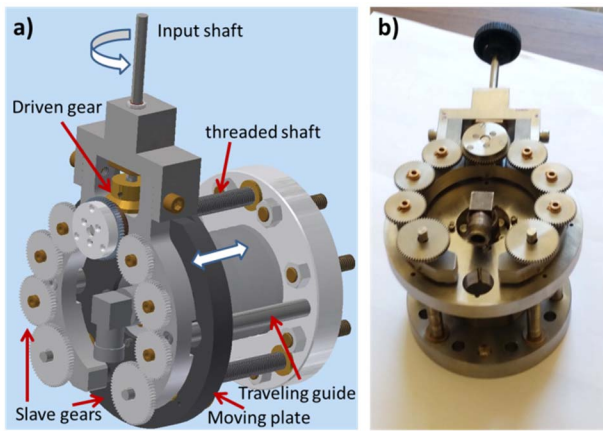 a)
Input shaft
Driven gear
threaded shaft
Slave gears
Traveling guide
Moving plate
b)